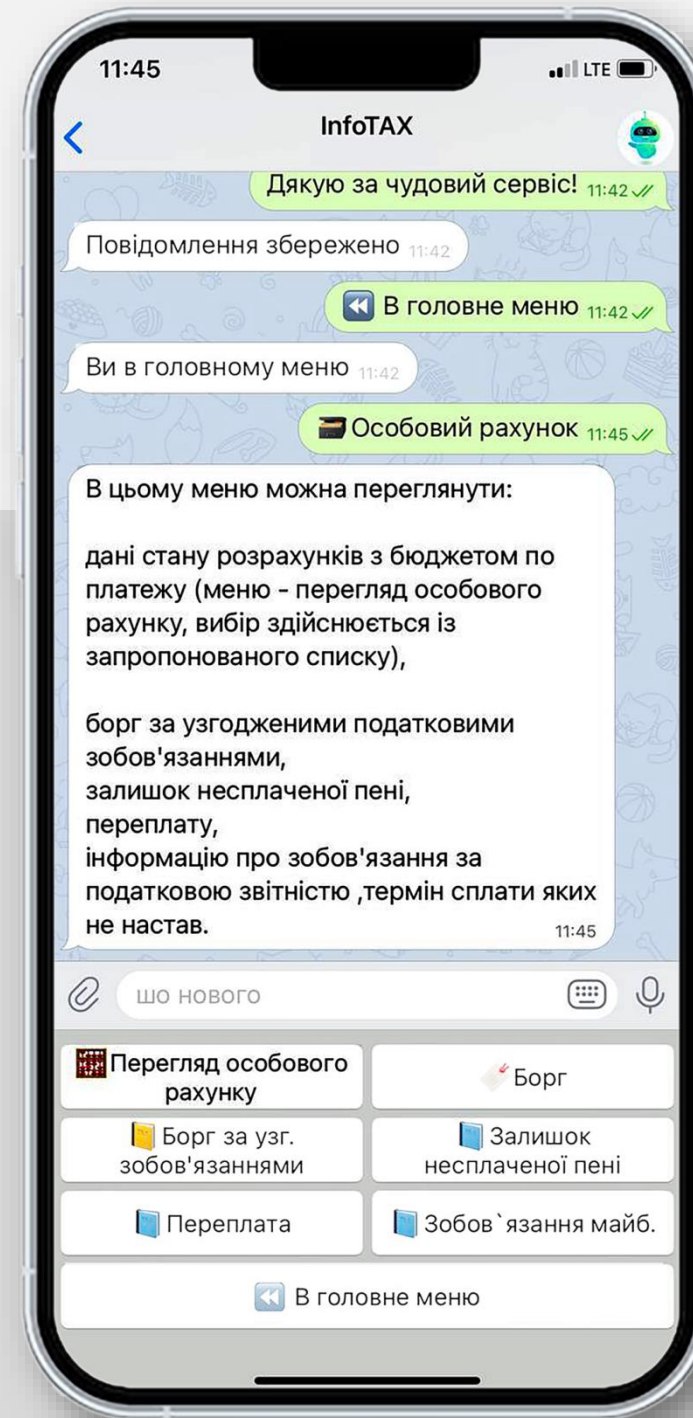 11:45
LTE
InfoTAX
Дякую за чудовий сервіс! 11:42
Повідомлення збережено 11:42
В головне меню 11:42
Ви в головному меню 11:42
Особовий рахунок 11:45
В цьому меню можна переглянути:
дані стану розрахунків з бюджетом по
платежу (меню - перегляд особового
рахунку, вибір здійснюється із
запропонованого списку),
борг за узгодженими податковими
зобов'язаннями,
залишок несплаченої пені,
переплату,
інформацію про зобов'язання за
податковою звітністю ,термін сплати яких
не настав. 11:45
шо нового
Перегляд особового
рахунку
Борг
Борг за узг.
зобов'язаннями
Залишок
несплаченої пені
Переплата
Зобов`язання майб.
В головне меню